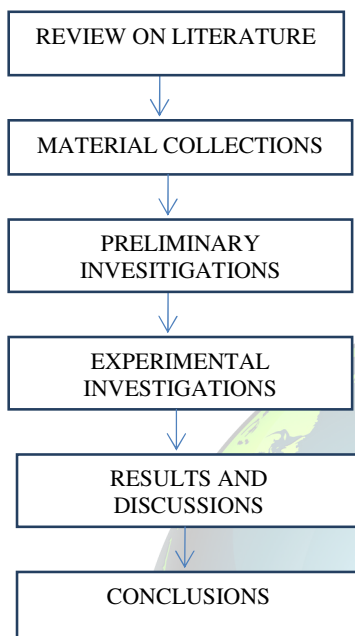 REVIEW ON LITERATURE
MATERIAL COLLECTIONS
PRELIMINARY
INVESITIGATIONS
EXPERIMENTAL
INVESTIGATIONS
RESULTS AND
DISCUSSIONS
CONCLUSIONS